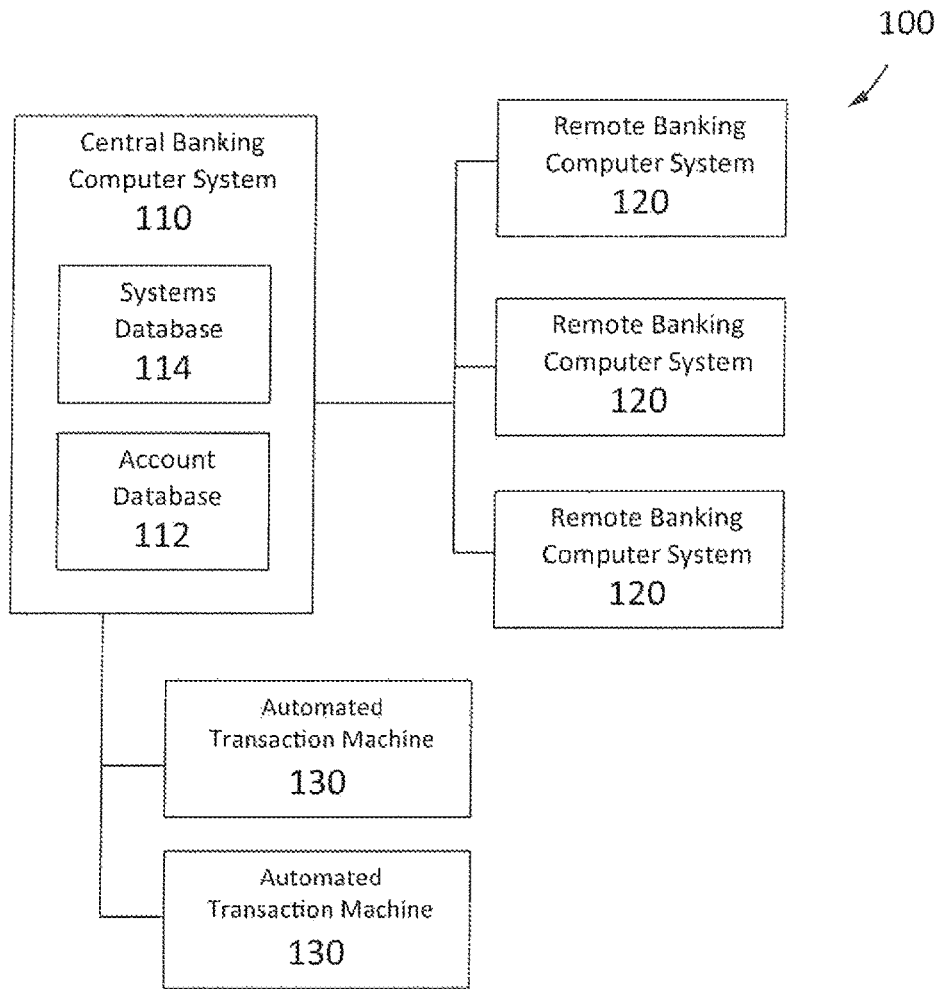 100
Central Banking
Computer System
110
Systems
Database
114
Account
Database
112
Remote Banking
Computer System
120
Remote Banking
Computer System
120
Remote Banking
Computer System
120
Automated
Transaction Machine
130
Automated
Transaction Machine
130